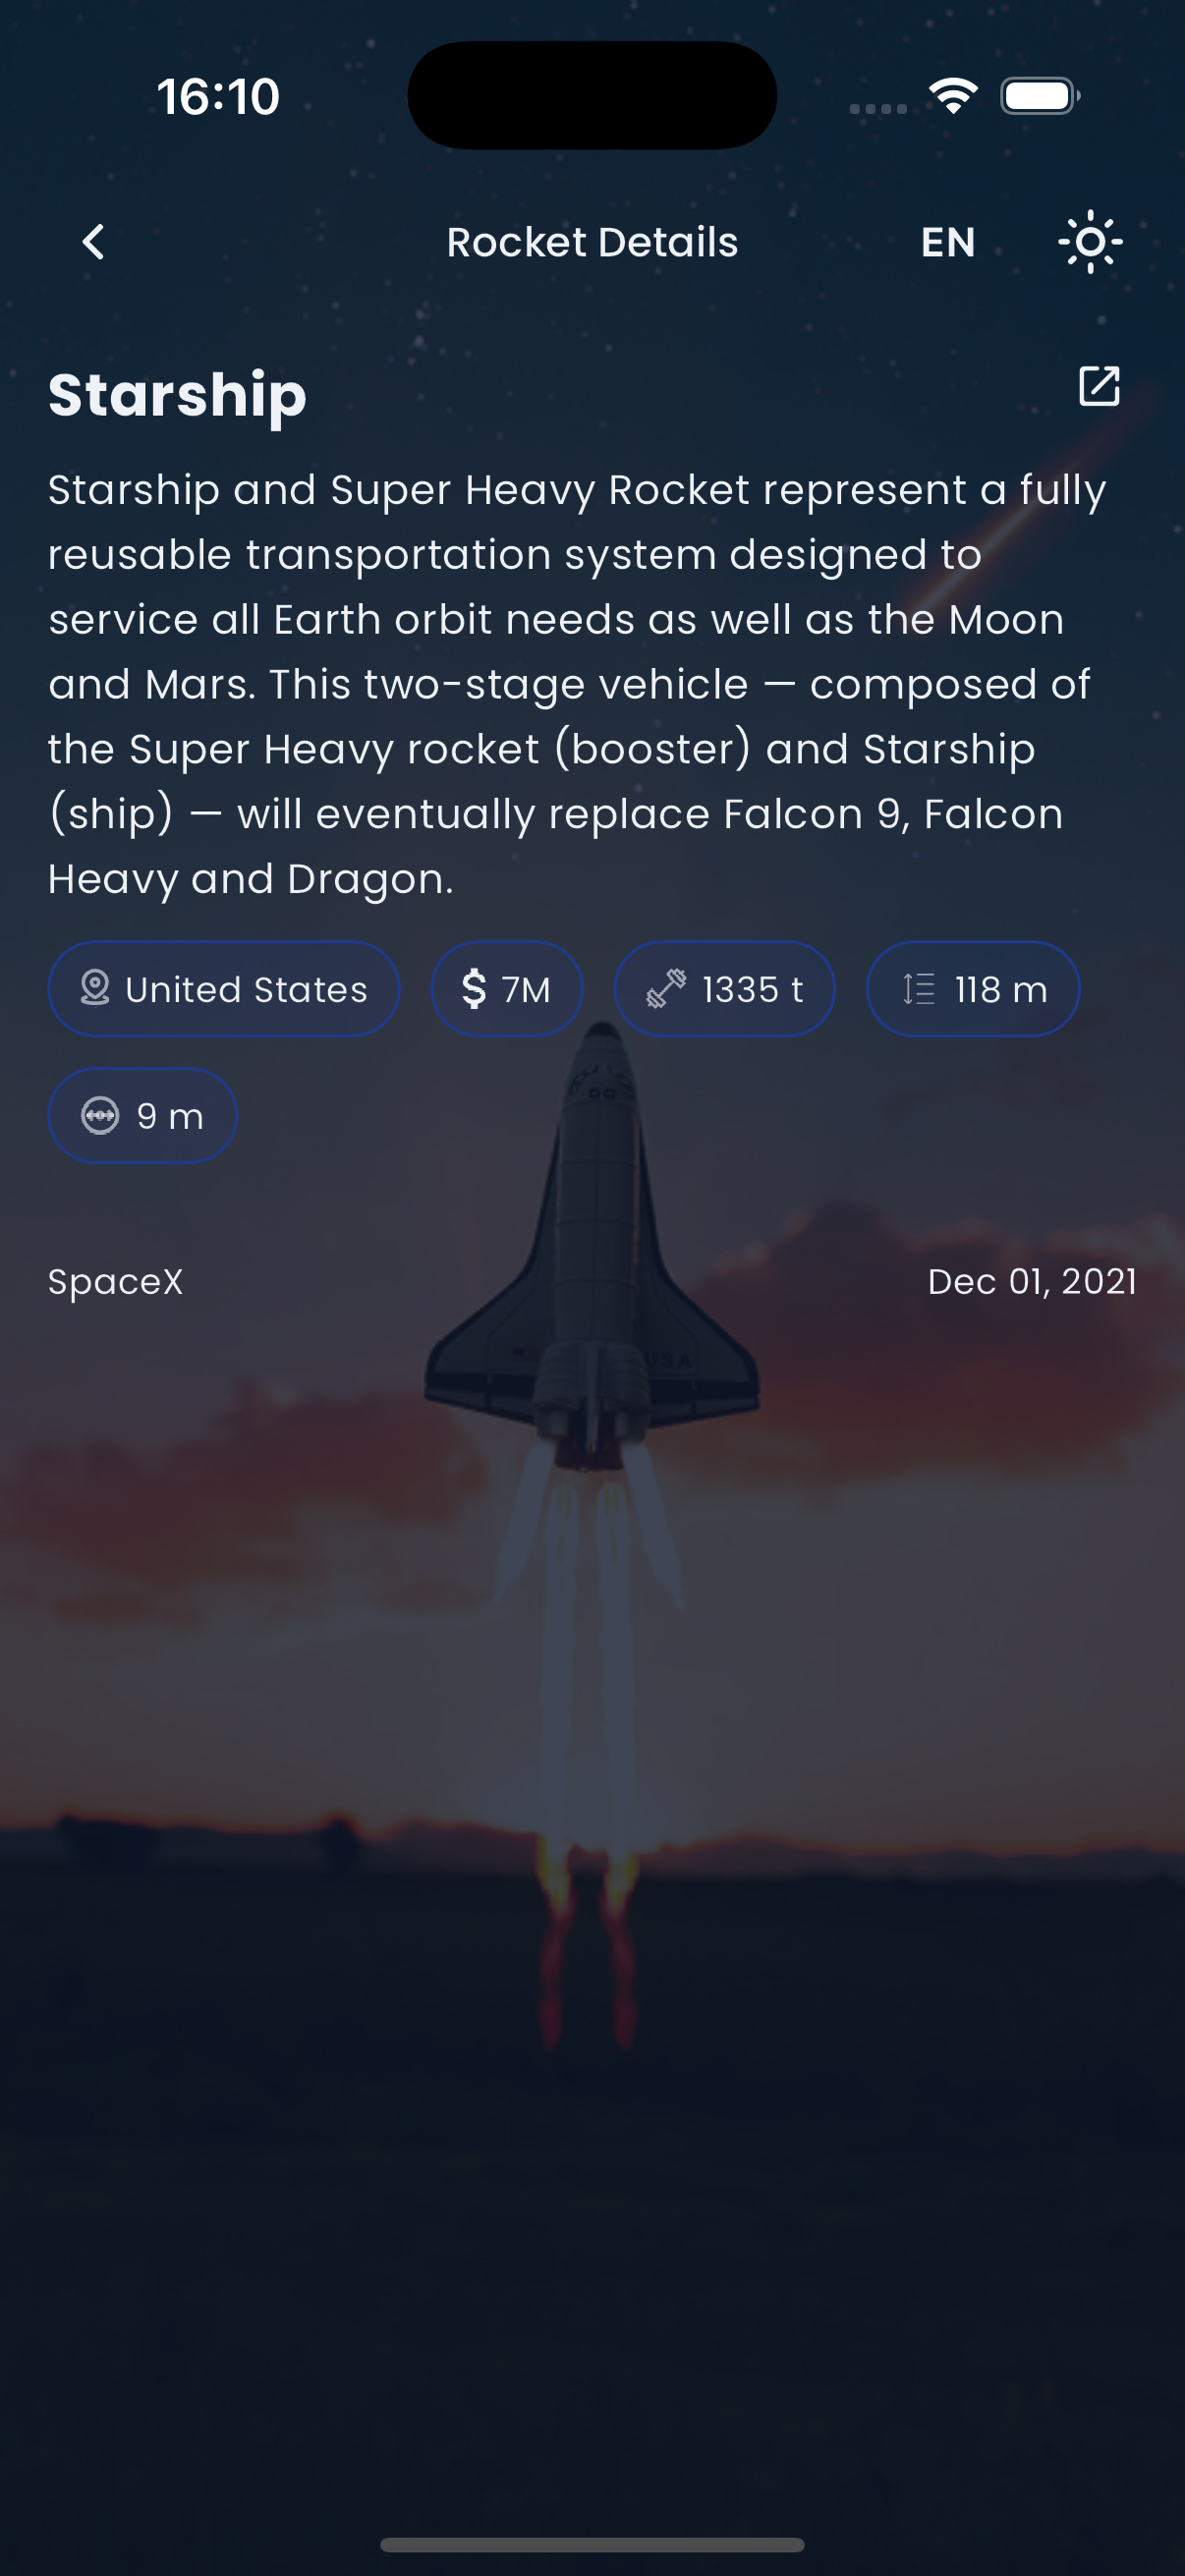 16:10
Rocket Details EN
Starship
Starship and Super Heavy Rocket represent a fully
reusable transportation system designed to
service all Earth orbit needs as well as the Moon
and Mars. This two-stage vehicle — composed of
the Super Heavy rocket (booster) and Starship
(ship) — will eventually replace Falcon 9, Falcon
Heavy and Dragon.
United States $ 7M 1335 t 118 m
9 m
SpaceX Dec 01, 2021
USA